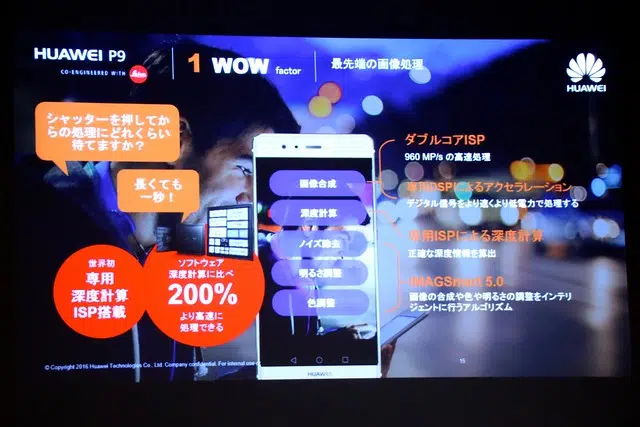 HUAWEI P9
CO-ENGINEERED WITH Leica
1 WOW factor
最先端の画像処理
HUAWEI
シャッターを押してか
らの処理にどれくらい
待てますか？
長くても
一秒！
世界初
専用
深度計算
ISP搭載
ソフトウェア
深度計算に比べ
200%
より高速に
処理できる
画像合成
深度計算
ノイズ除去
明るさ調整
色調整
HUAWEI
ダブルコアISP
960 MP/s の高速処理
専用DSPによるアクセラレーション
デジタル信号をより速くより低電力で処理する
専用ISPによる深度計算
正確な深度情報を算出
IMAGSmart 5.0
画像の合成や色や明るさの調整をインテリ
ジェントに行うアルゴリズム
© Copyright 2016 Huawei Technologies Co., Ltd. Company confidential. For internal use
15